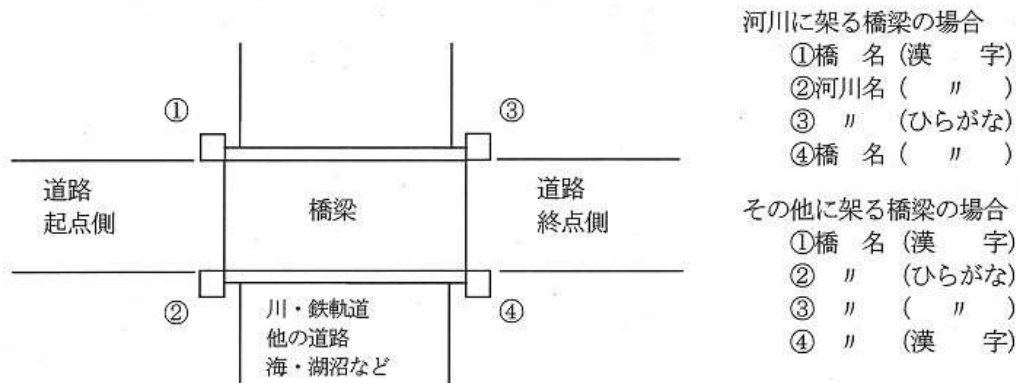 ①
③
道路
起点側
橋梁
道路
終点側
②
川・鉄軌道
他の道路
海・湖沼など
④
河川に架る橋梁の場合
①橋　名（漢　　字）
②河川名（　〃　）
③　〃　（ひらがな）
④橋　名（　〃　）
その他に架る橋梁の場合
①橋　名（漢　　字）
②　〃　（ひらがな）
③　〃　（　〃　）
④　〃　（漢　　字）